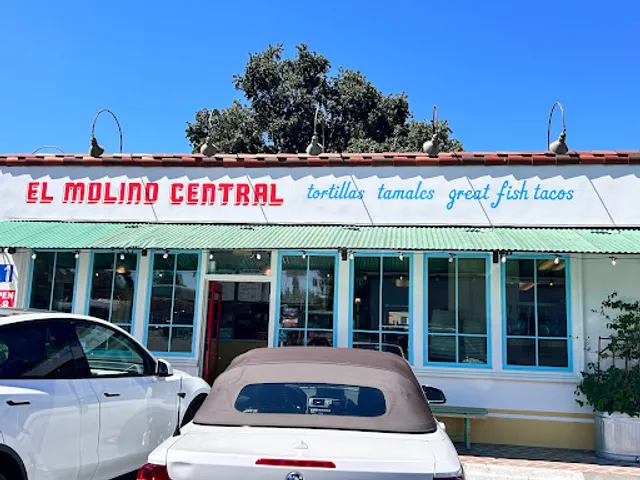 EL MOLINO CENTRAL tortillas tamales great fish tacos